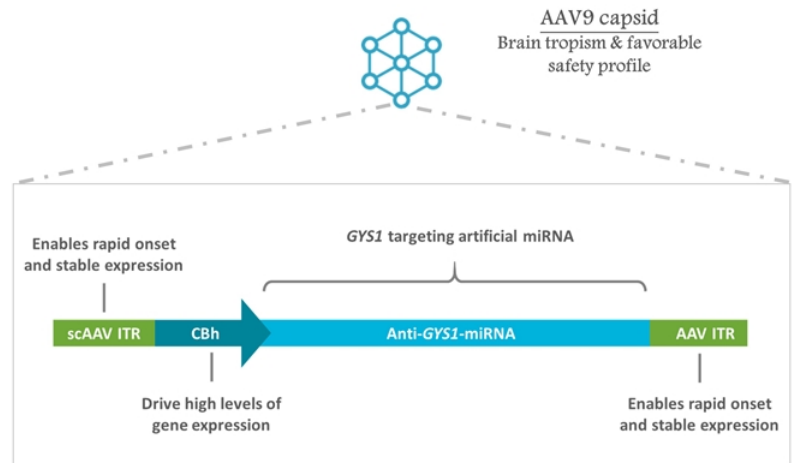 AAV9 capsid
Brain tropism & favorable
safety profile
GYS1 targeting artificial miRNA
Enables rapid onset
and stable expression
scAAV ITR
CBh
Anti-GYS1-miRNA
AAV ITR
Drive high levels of
gene expression
Enables rapid onset
and stable expression